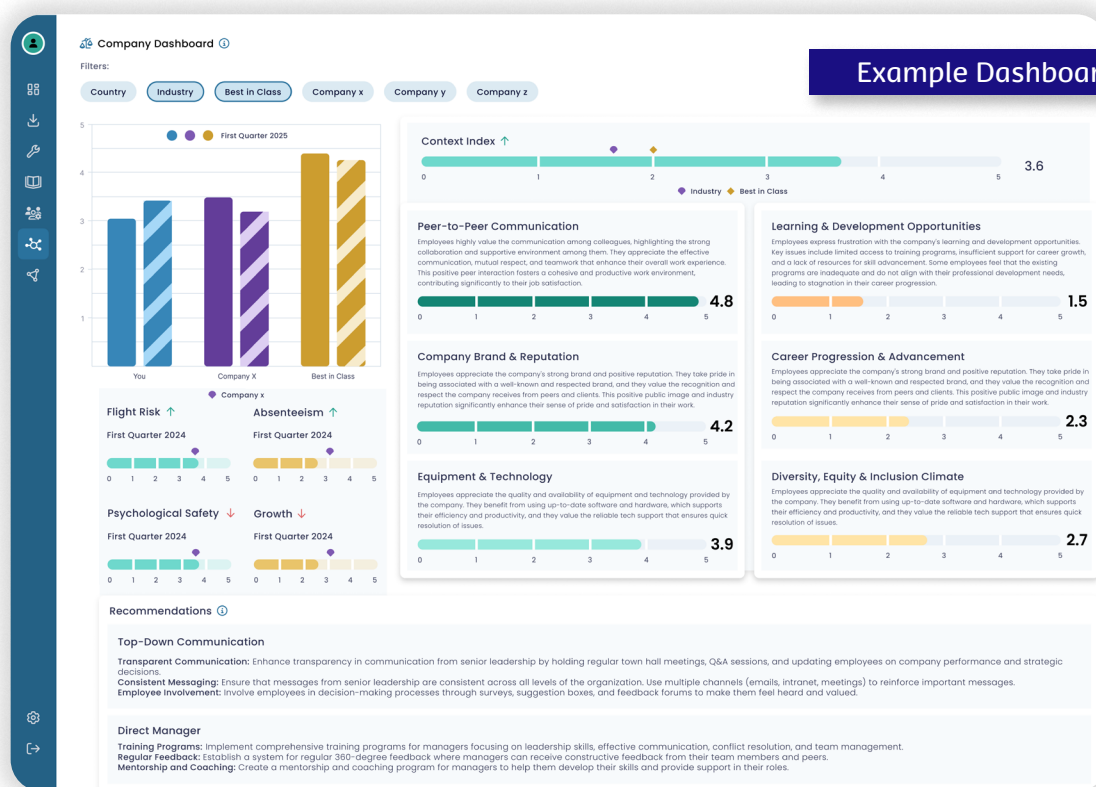 Company Dashboard
Example Dashboar
Filters:
Country Industry Best in Class Company x Company y Company z
5
4
3
2
1
First Quarter 2025
You Company X Best in Class
Company x
Context Index
0 1 2 3 4 5
3.6
Industry Best in Class
Peer-to-Peer Communication
Employees highly value the communication among colleagues, highlighting the strong
collaboration and supportive environment among them. They appreciate the effective
communication, mutual respect, and teamwork that enhance their overall work experience.
This positive peer interaction fosters a cohesive and productive work environment,
contributing significantly to their job satisfaction.
4.8
0 1 2 3 4 5
Company Brand & Reputation
Employees appreciate the company's strong brand and positive reputation. They take pride in
being associated with a well-known and respected brand, and they value the recognition and
respect the company receives from peers and clients. This positive public image and industry
reputation significantly enhance their sense of pride and satisfaction in their work.
4.2
0 1 2 3 4 5
Equipment & Technology
Employees appreciate the quality and availability of equipment and technology provided by
the company. They benefit from using up-to-date software and hardware, which supports
their efficiency and productivity, and they value the reliable tech support that ensures quick
resolution of issues.
3.9
0 1 2 3 4 5
Learning & Development Opportunities
Employees express frustration with the company's learning and development opportunities.
Key issues include limited access to training programs, insufficient support for career growth,
and a lack of resources for skill advancement. Some employees feel that the existing
programs are inadequate and do not align with their professional development needs,
leading to stagnation in their career progression.
1.5
0 1 2 3 4 5
Career Progression & Advancement
Employees appreciate the company's strong brand and positive reputation. They take pride in
being associated with a well-known and respected brand, and they value the recognition and
respect the company receives from peers and clients. This positive public image and industry
reputation significantly enhance their sense of pride and satisfaction in their work.
2.3
0 1 2 3 4 5
Diversity, Equity & Inclusion Climate
Employees appreciate the quality and availability of equipment and technology provided by
the company. They benefit from using up-to-date software and hardware, which supports
their efficiency and productivity, and they value the reliable tech support that ensures quick
resolution of issues.
2.7
0 1 2 3 4 5
Flight Risk
First Quarter 2024
0 1 2 3 4 5
Absenteeism
First Quarter 2024
0 1 2 3 4 5
Psychological Safety
First Quarter 2024
0 1 2 3 4 5
Growth
First Quarter 2024
0 1 2 3 4 5
Recommendations
Top-Down Communication
Transparent Communication: Enhance transparency in communication from senior leadership by holding regular town hall meetings, Q&A sessions, and updating employees on company performance and strategic
decisions.
Consistent Messaging: Ensure that messages from senior leadership are consistent across all levels of the organization. Use multiple channels (emails, intranet, meetings) to reinforce important messages.
Employee Involvement: Involve employees in decision-making processes through surveys, suggestion boxes, and feedback forums to make them feel heard and valued.
Direct Manager
Training Programs: Implement comprehensive training programs for managers focusing on leadership skills, effective communication, conflict resolution, and team management.
Regular Feedback: Establish a system for regular 360-degree feedback where managers can receive constructive feedback from their team members and peers.
Mentorship and Coaching: Create a mentorship and coaching program for managers to help them develop their skills and provide support in their roles.